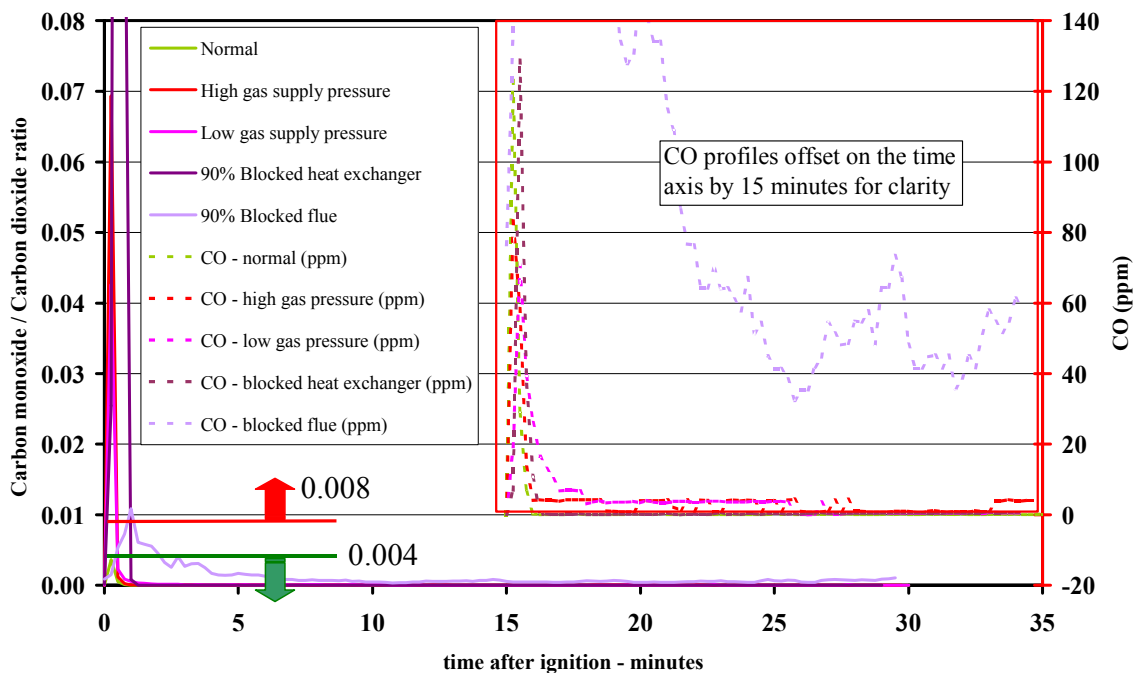 0.08
0.07
0.06
0.05
0.04
0.03
0.02
0.01
0.00
Carbon monoxide / Carbon dioxide ratio
Normal
High gas supply pressure
Low gas supply pressure
90% Blocked heat exchanger
90% Blocked flue
CO - normal (ppm)
CO - high gas pressure (ppm)
CO - low gas pressure (ppm)
CO - blocked heat exchanger (ppm)
CO - blocked flue (ppm)
CO profiles offset on the time
axis by 15 minutes for clarity
0.008
0.004
140
120
100
80
60
40
20
0
-20
CO (ppm)
0 5 10 15 20 25 30 35
time after ignition - minutes